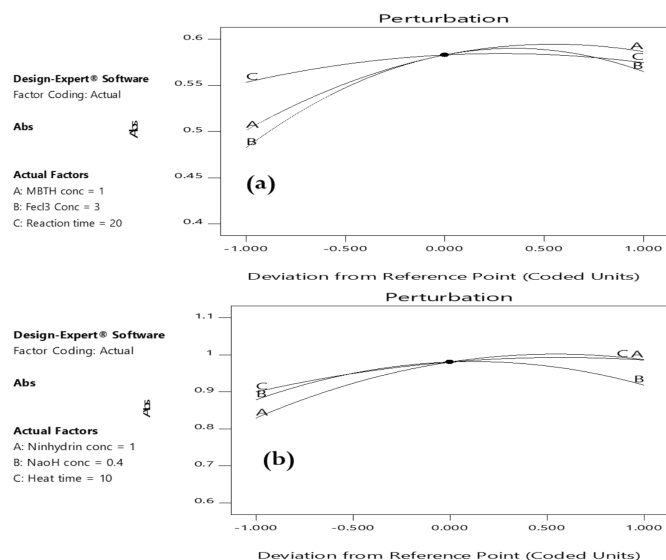 Perturbation
Design-Expert® Software
Factor Coding: Actual
Abs
Actual Factors
A: MBTH conc = 1
B: Fecl3 Conc = 3
C: Reaction time = 20
Abs
0.6
0.55
0.5
0.45
0.4
C
A
B
A
C
B
(a)
-1.000 -0.500 0.000 0.500 1.000
Deviation from Reference Point (Coded Units)
Perturbation
Design-Expert® Software
Factor Coding: Actual
Abs
Actual Factors
A: Ninhydrin conc = 1
B: NaOH conc = 0.4
C: Heat time = 10
Abs
1.1
1
0.9
0.8
0.7
0.6
C
B
A
C A
B
(b)
-1.000 -0.500 0.000 0.500 1.000
Deviation from Reference Point (Coded Units)